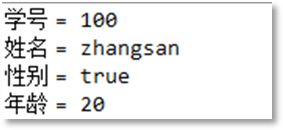 学号 = 100
姓名 = zhangsan
性别 = true
年龄 = 20